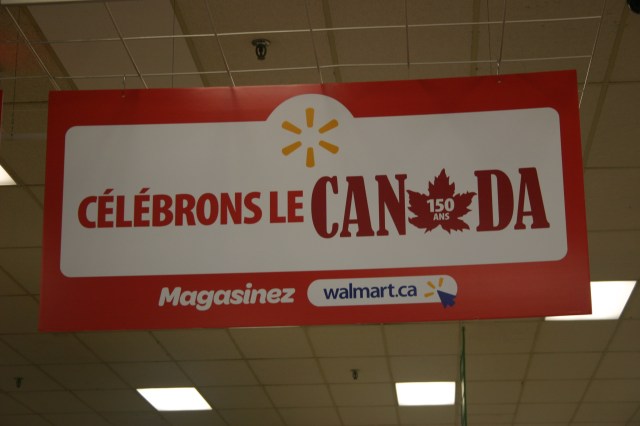 CÉLÉBRONS LE CANADA
150
ANS
Magasinez walmart.ca